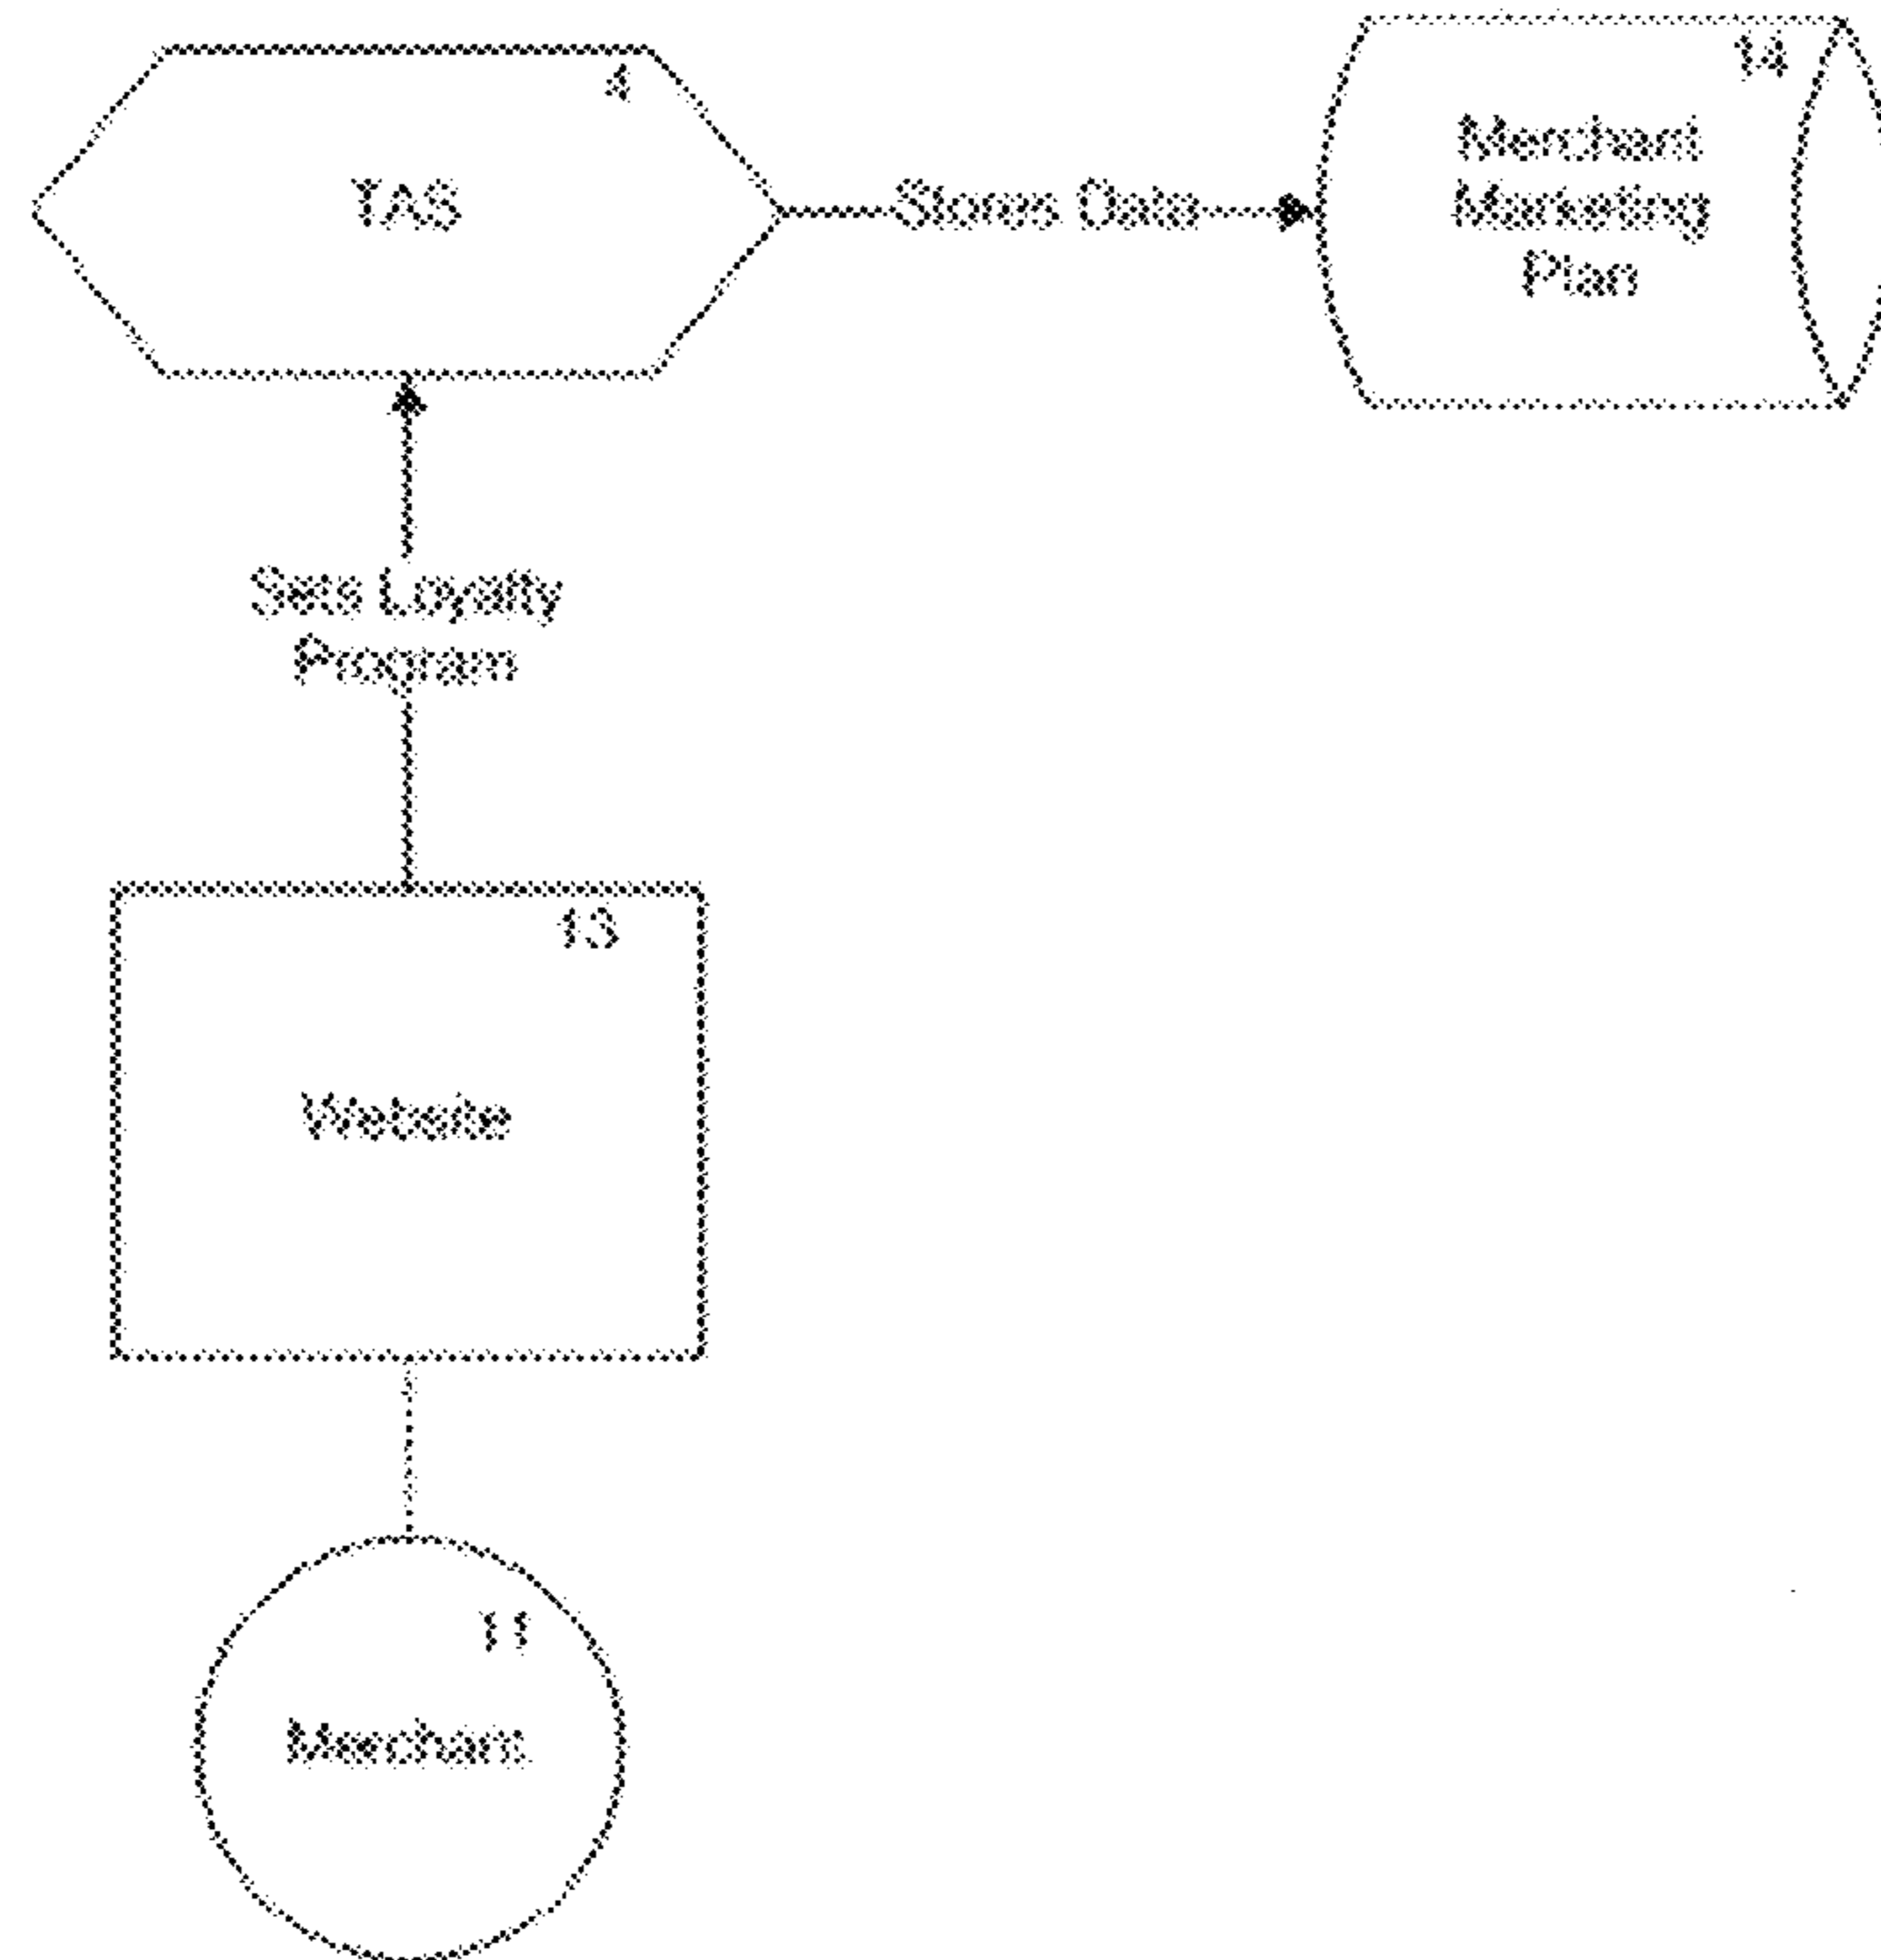 4
TAS
Stores Data
14
Merchant
Marketing
Plan
Sets Loyalty
Program
13
Website
11
Merchant